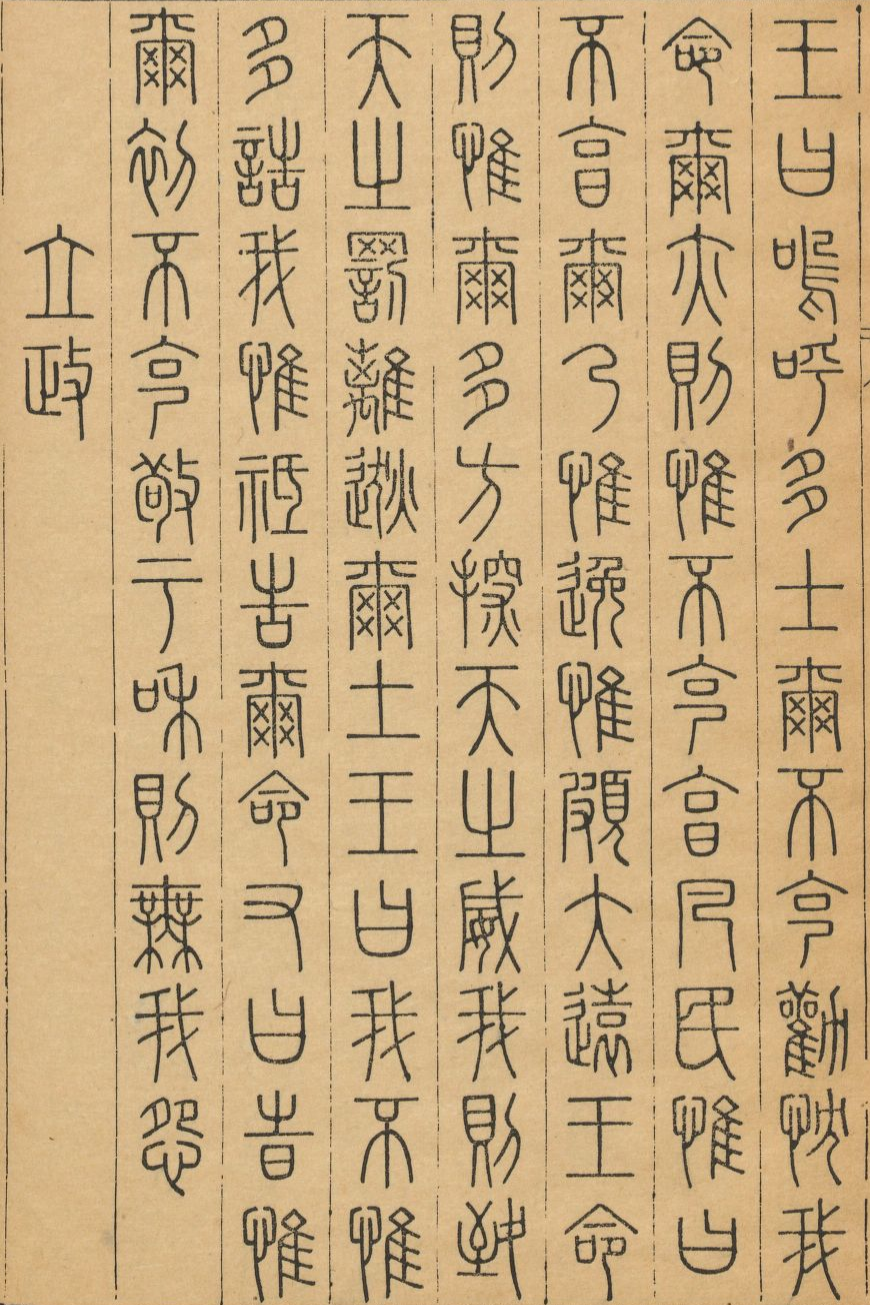 王曰嗚呼多士爾不克勸忱我
命爾亦則惟不克享凡民惟曰
不享爾乃惟逸惟頗大遠王命
則惟爾多方探天之威我則致
天之罰離逖爾土王曰我不惟
多誥我惟祗告爾命又曰時惟
爾初不克敬于和則無我怨
立政